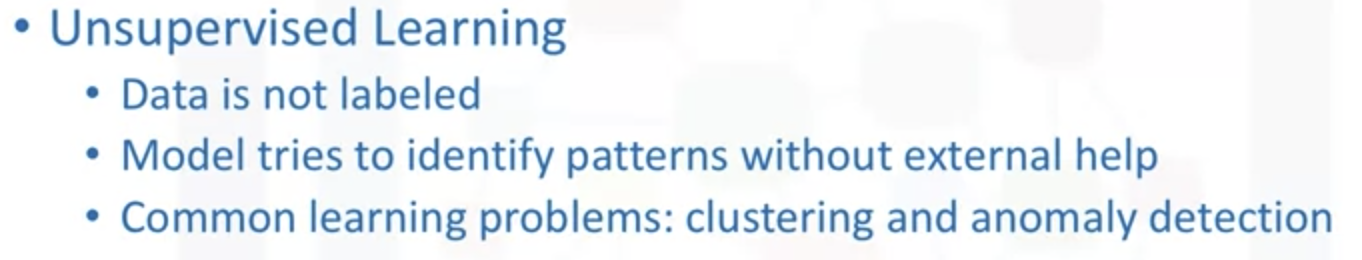 • Unsupervised Learning
• Data is not labeled
• Model tries to identify patterns without external help
• Common learning problems: clustering and anomaly detection